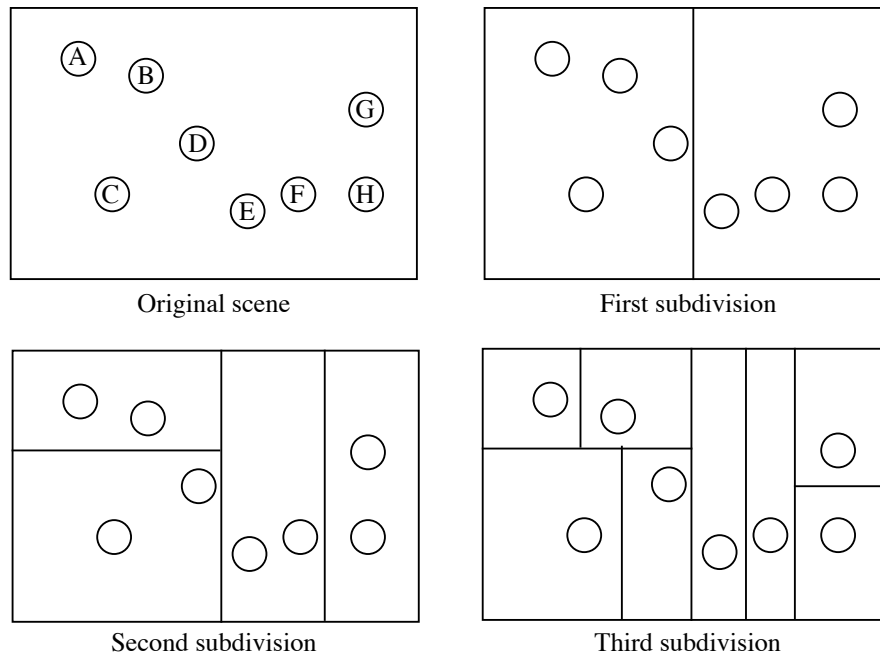 A
B
G
D
C
F
H
E
Original scene
First subdivision
Second subdivision
Third subdivision